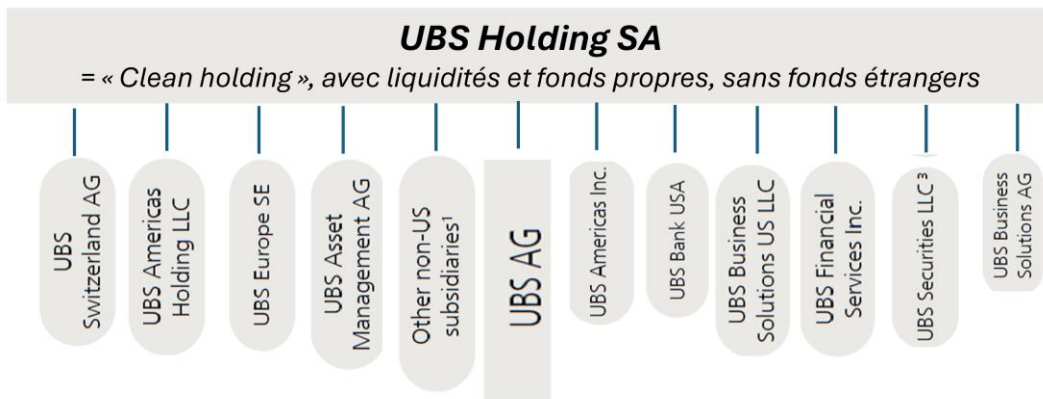 UBS Holding SA
= « Clean holding », avec liquidités et fonds propres, sans fonds étrangers
UBS
Switzerland AG
UBS Americas
Holding LLC
UBS Europe SE
UBS Asset
Management AG
Other non-US
subsidiaries¹
UBS AG
UBS Americas Inc.
UBS Bank USA
UBS Business
Solutions US LLC
UBS Financial
Services Inc.
UBS Securities LLC ³
UBS Business
Solutions AG